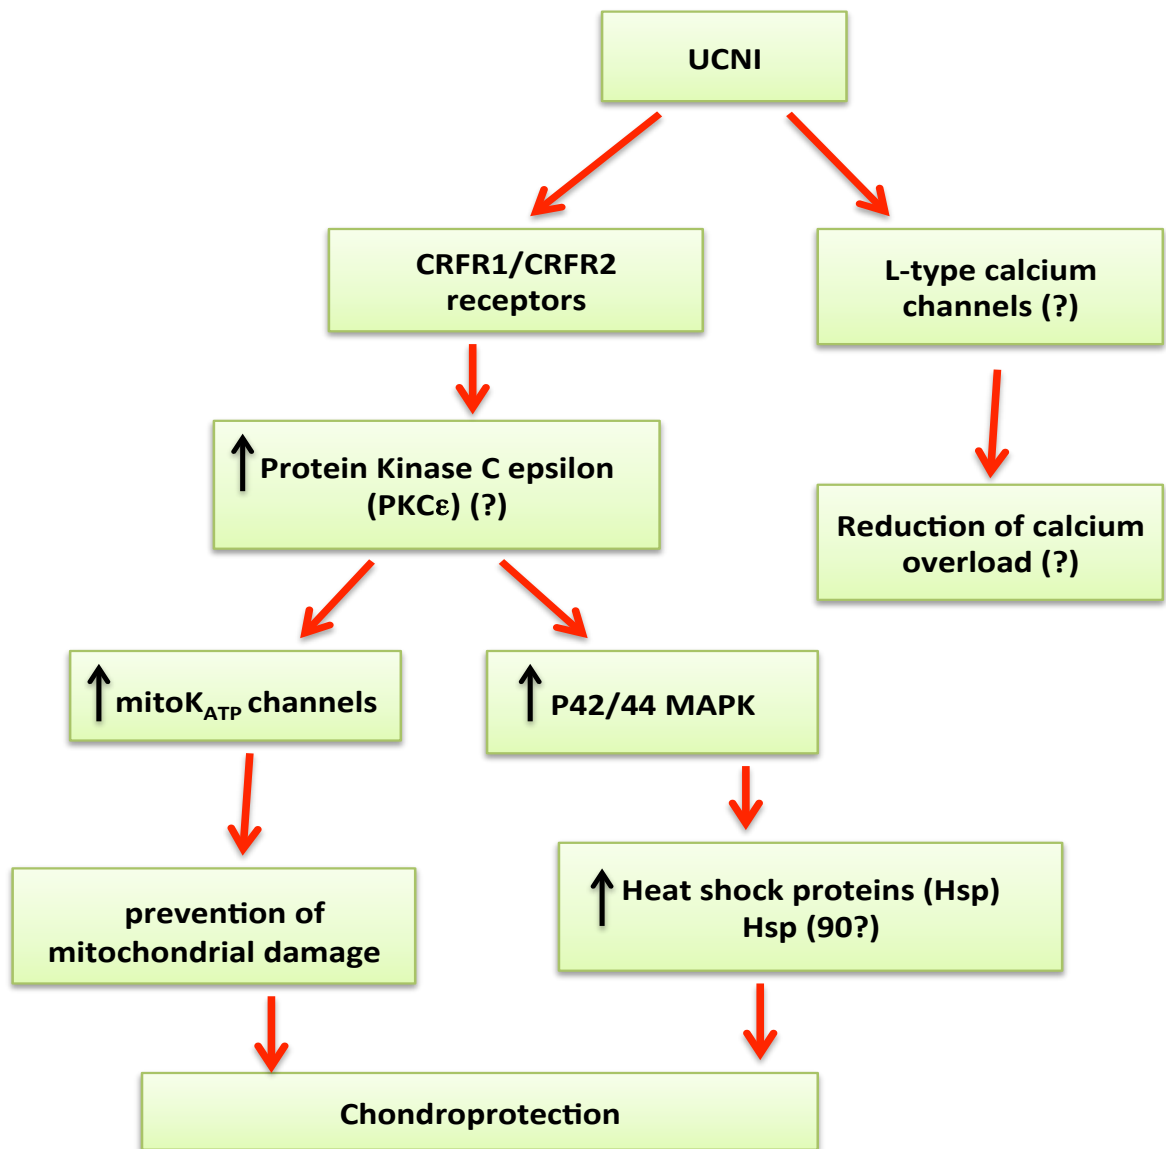 UCNI
CRFR1/CRFR2
receptors
L-type calcium
channels (?)
Protein Kinase C epsilon
(PKCε) (?)
Reduction of calcium
overload (?)
mitoK_ATP channels
P42/44 MAPK
prevention of
mitochondrial damage
Heat shock proteins (Hsp)
Hsp (90?)
Chondroprotection